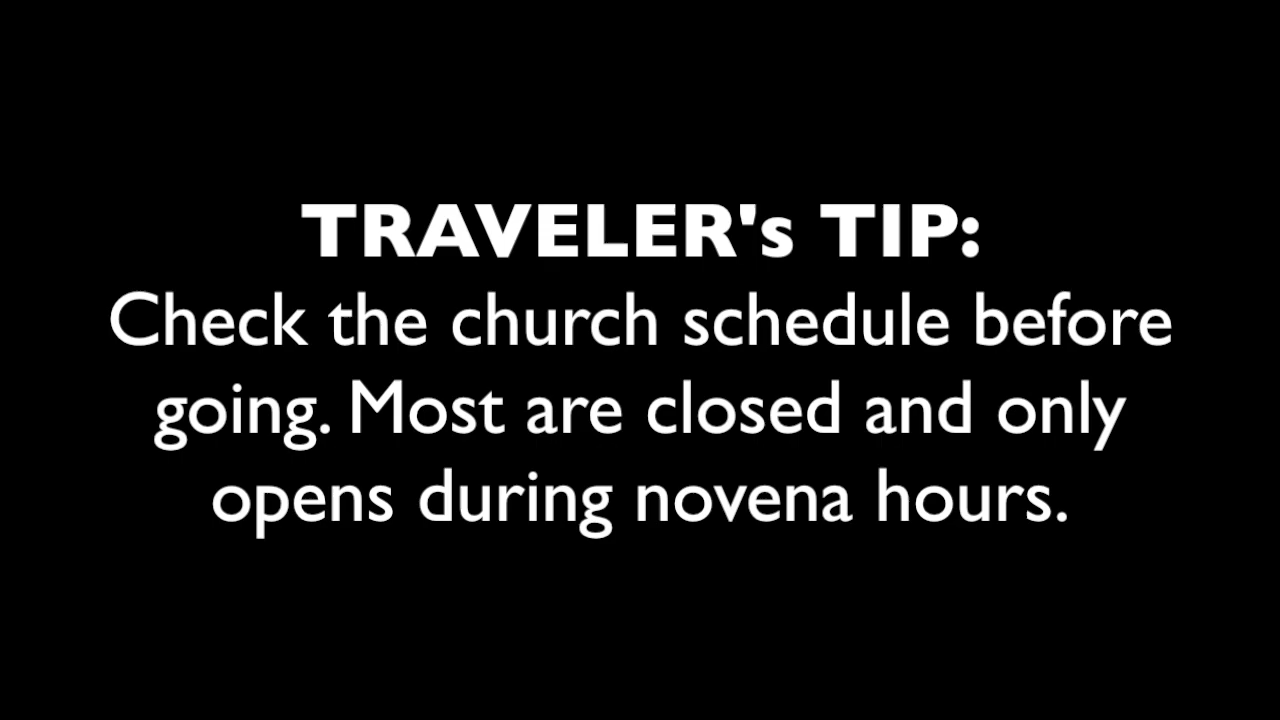 TRAVELER's TIP:
Check the church schedule before
going. Most are closed and only
opens during novena hours.